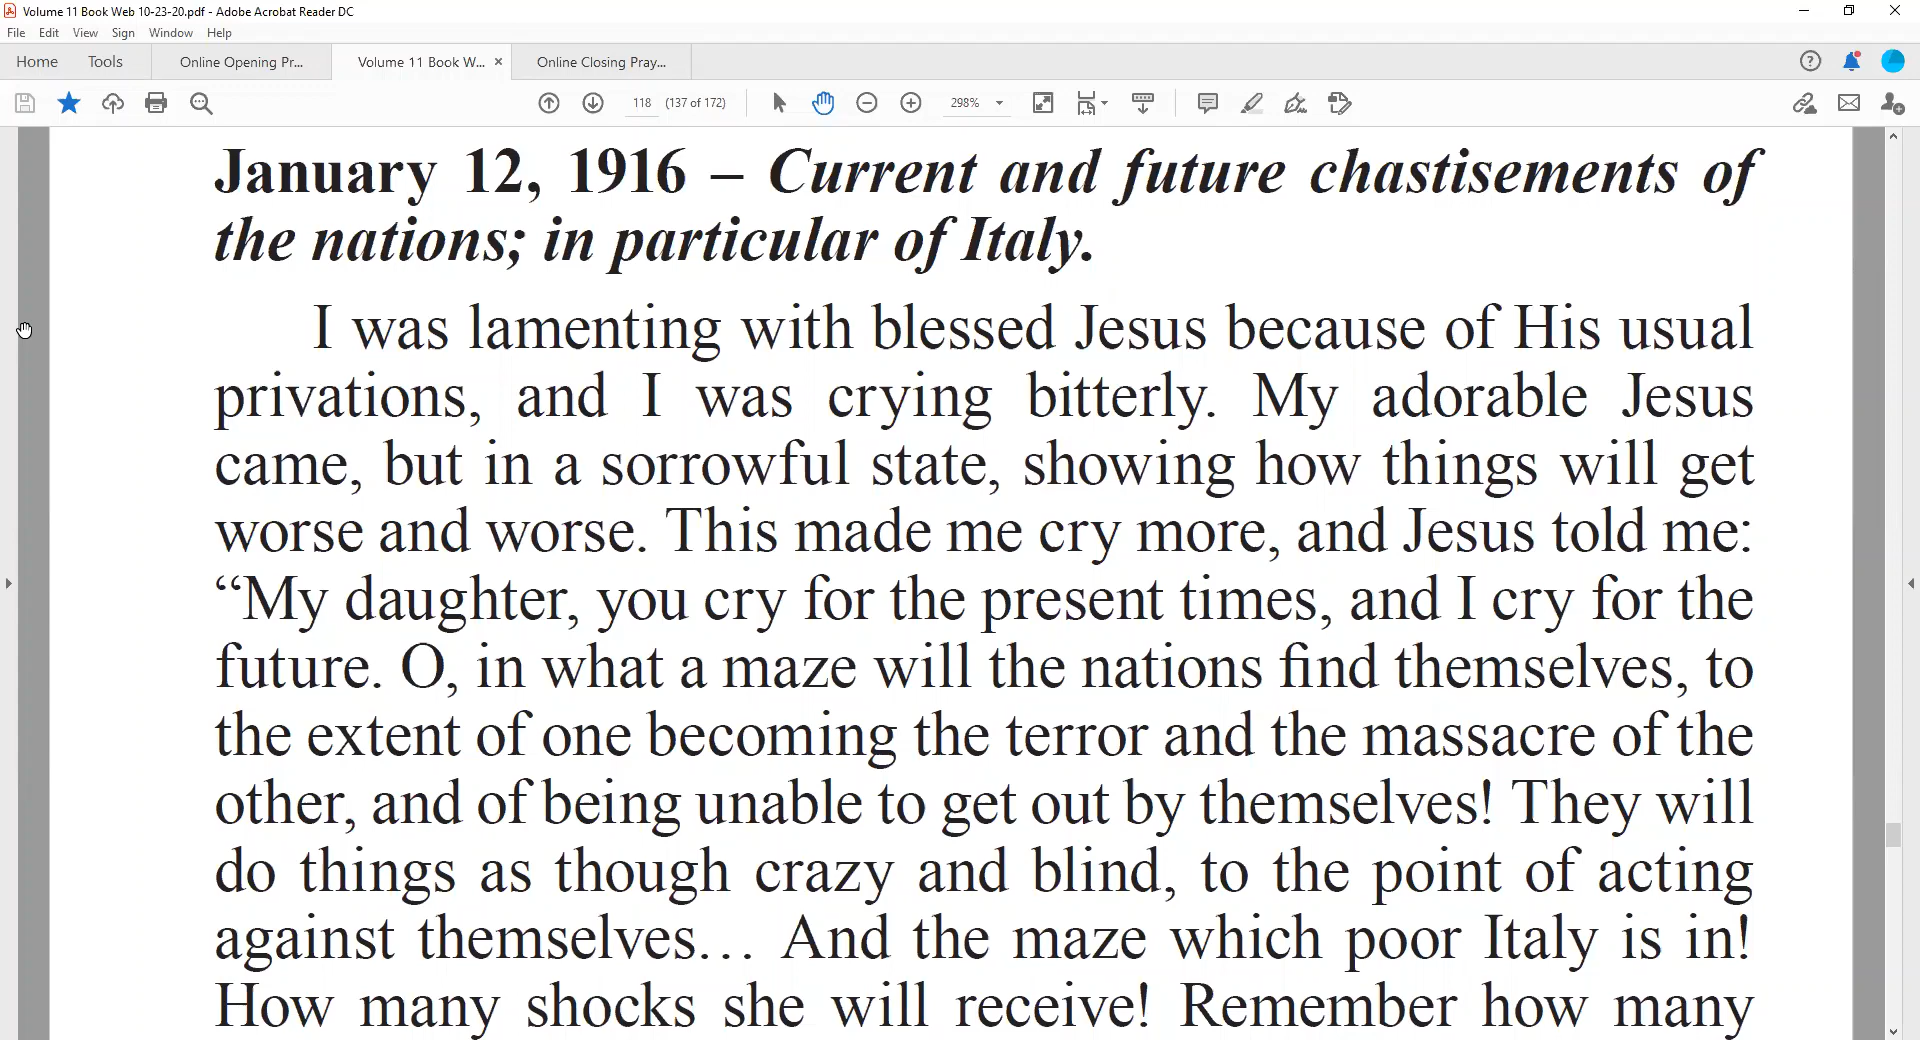 Volume 11 Book Web 10-23-20.pdf - Adobe Acrobat Reader DC
File Edit View Sign Window Help
Home Tools Online Opening Pr... Volume 11 Book W... × Online Closing Pray...
118 (137 of 172) 298%
January 12, 1916 – Current and future chastisements of
the nations; in particular of Italy.
I was lamenting with blessed Jesus because of His usual
privations, and I was crying bitterly. My adorable Jesus
came, but in a sorrowful state, showing how things will get
worse and worse. This made me cry more, and Jesus told me:
“My daughter, you cry for the present times, and I cry for the
future. O, in what a maze will the nations find themselves, to
the extent of one becoming the terror and the massacre of the
other, and of being unable to get out by themselves! They will
do things as though crazy and blind, to the point of acting
against themselves… And the maze which poor Italy is in!
How many shocks she will receive! Remember how many